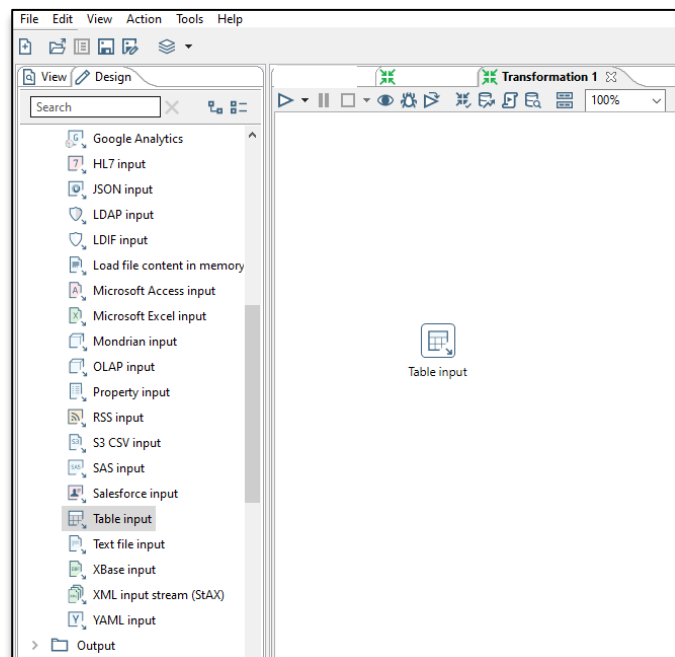 File Edit View Action Tools Help
View Design
Transformation 1
Search
100%
Google Analytics
HL7 input
JSON input
LDAP input
LDIF input
Load file content in memory
Microsoft Access input
Microsoft Excel input
Mondrian input
OLAP input
Property input
RSS input
S3 CSV input
SAS input
Salesforce input
Table input
Text file input
XBase input
XML input stream (StAX)
YAML input
Output
Table input